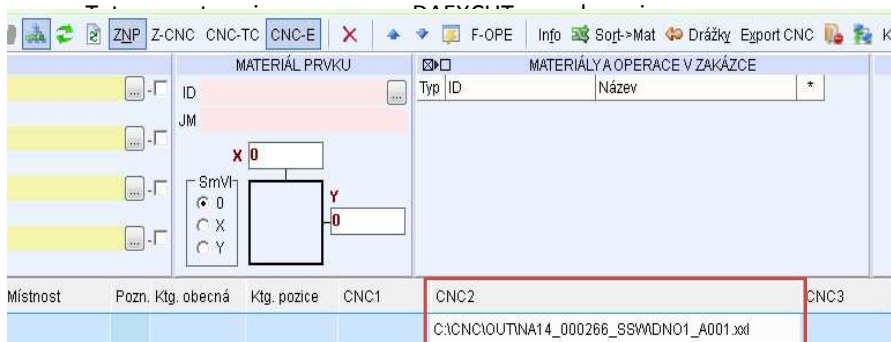 ZNP Z-CNC CNC-TC CNC-E F-OPE Info Sort->Mat Drážky Export CNC K
MATERIÁL PRVKU
MATERIÁLY A OPERACE V ZAKÁZCE
ID
Typ ID Název *
JM
X 0
SmVl
0
X
Y
Y
0
Místnost Pozn. Ktg. obecná Ktg. pozice CNC1 CNC2 CNC3
C:\CNC\OUT\NA14_000266_SSW\DNO1_A001.xxl